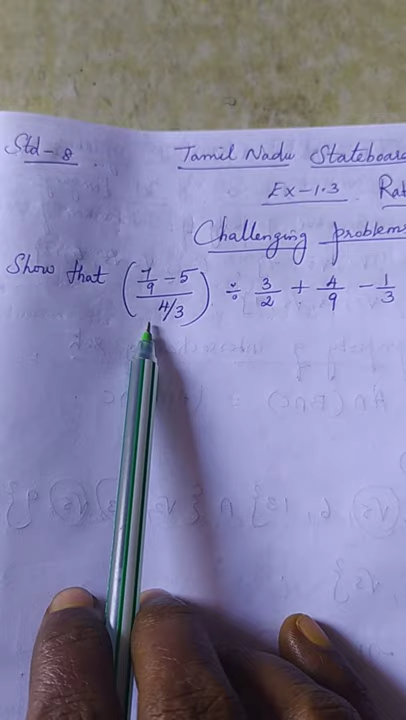 Std-8. Tamil Nadu Stateboard
Ex-1.3 Rat
Challenging problems
Show that ((7/9 - 5) / (4/3)) ÷ 3/2 + 4/9 - 1/3